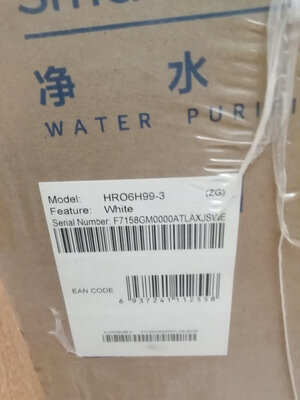 净 水
WATER PURI
Model: HRO6H99-3 (ZG)
Feature: White
Serial Number: F7158GM0000ATLAXJSWE
EAN CODE
6 937241 112558